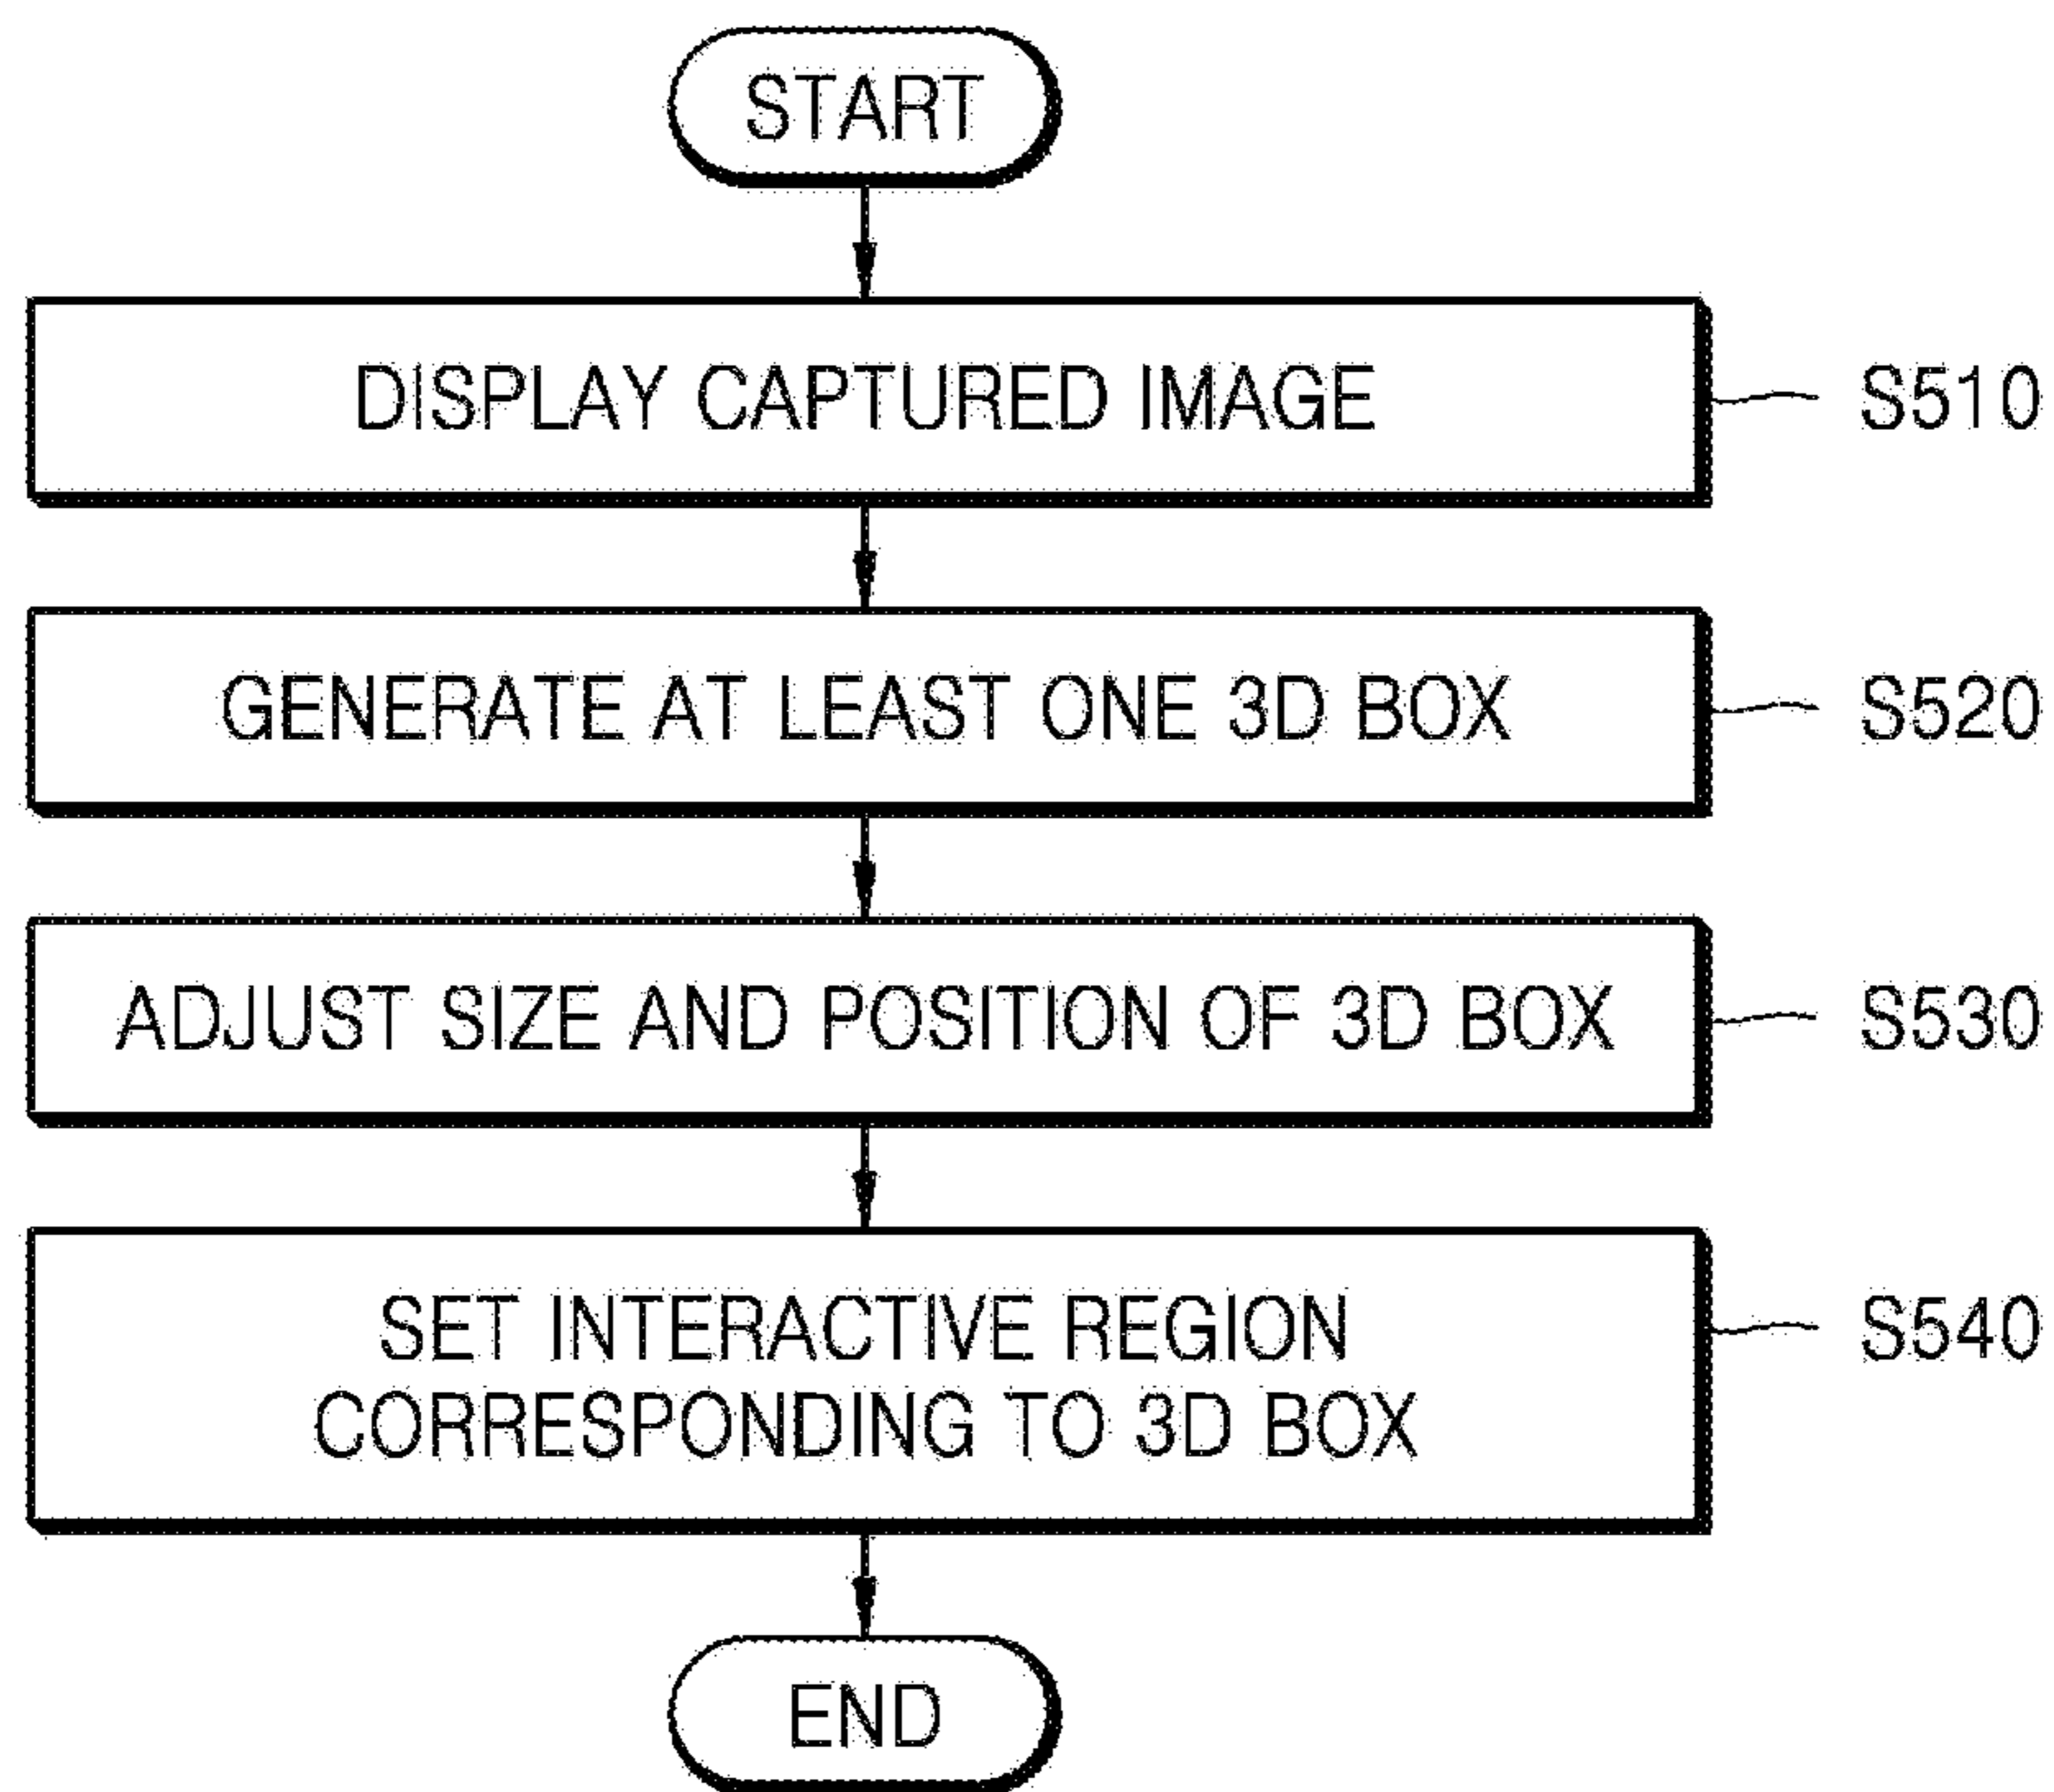 START
DISPLAY CAPTURED IMAGE
S510
GENERATE AT LEAST ONE 3D BOX
S520
ADJUST SIZE AND POSITION OF 3D BOX
S530
SET INTERACTIVE REGION
CORRESPONDING TO 3D BOX
S540
END